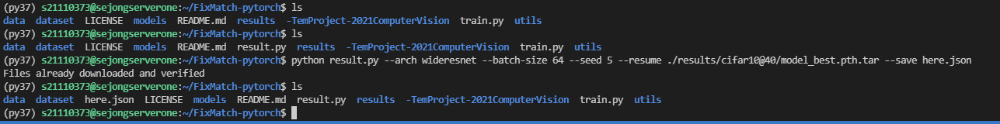 (py37) s21110373@sejongserverone:~/FixMatch-pytorch$ ls
data  dataset  LICENSE  models  README.md  results  -TemProject-2021ComputerVision  train.py  utils
(py37) s21110373@sejongserverone:~/FixMatch-pytorch$ ls
data  dataset  LICENSE  models  README.md  result.py  results  -TemProject-2021ComputerVision  train.py  utils
(py37) s21110373@sejongserverone:~/FixMatch-pytorch$ python result.py --arch wideresnet --batch-size 64 --seed 5 --resume ./results/cifar10@40/model_best.pth.tar --save here.json
Files already downloaded and verified
(py37) s21110373@sejongserverone:~/FixMatch-pytorch$ ls
data  dataset  here.json  LICENSE  models  README.md  result.py  results  -TemProject-2021ComputerVision  train.py  utils
(py37) s21110373@sejongserverone:~/FixMatch-pytorch$